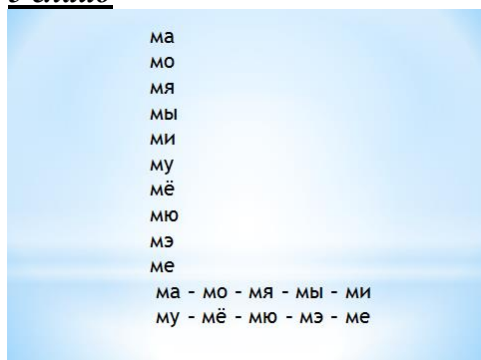 ма
мо
мя
мы
ми
му
мё
мю
мэ
ме
ма - мо - мя - мы - ми
му - мё - мю - мэ - ме